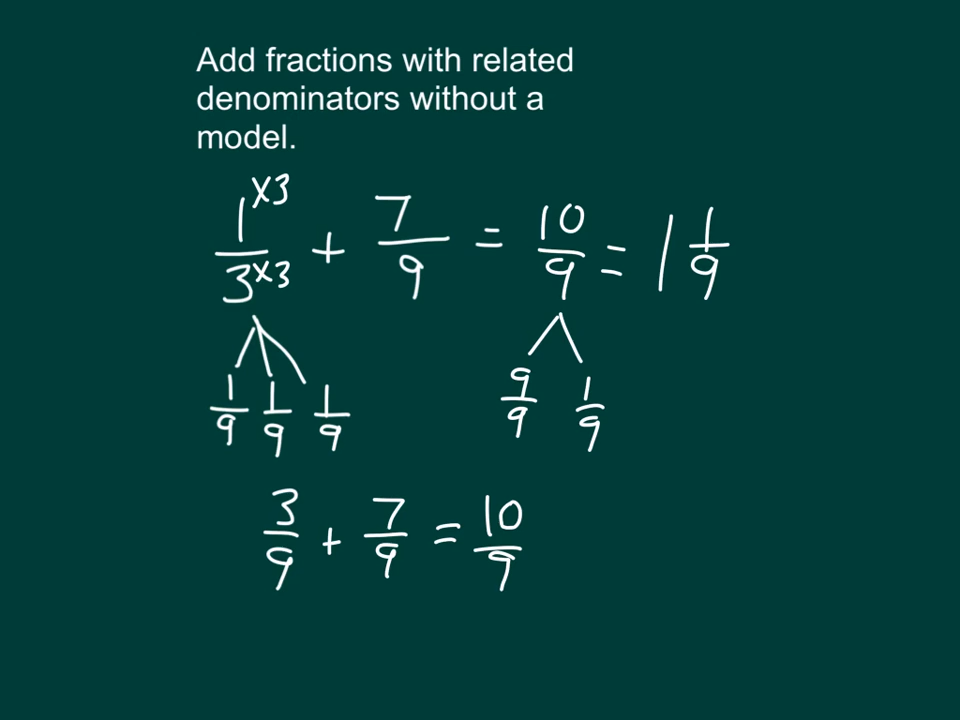 Add fractions with related
denominators without a
model.
1^×3/3^×3 + 7/9 = 10/9 = 1 1/9
1/9 1/9 1/9 9/9 1/9
3/9 + 7/9 = 10/9